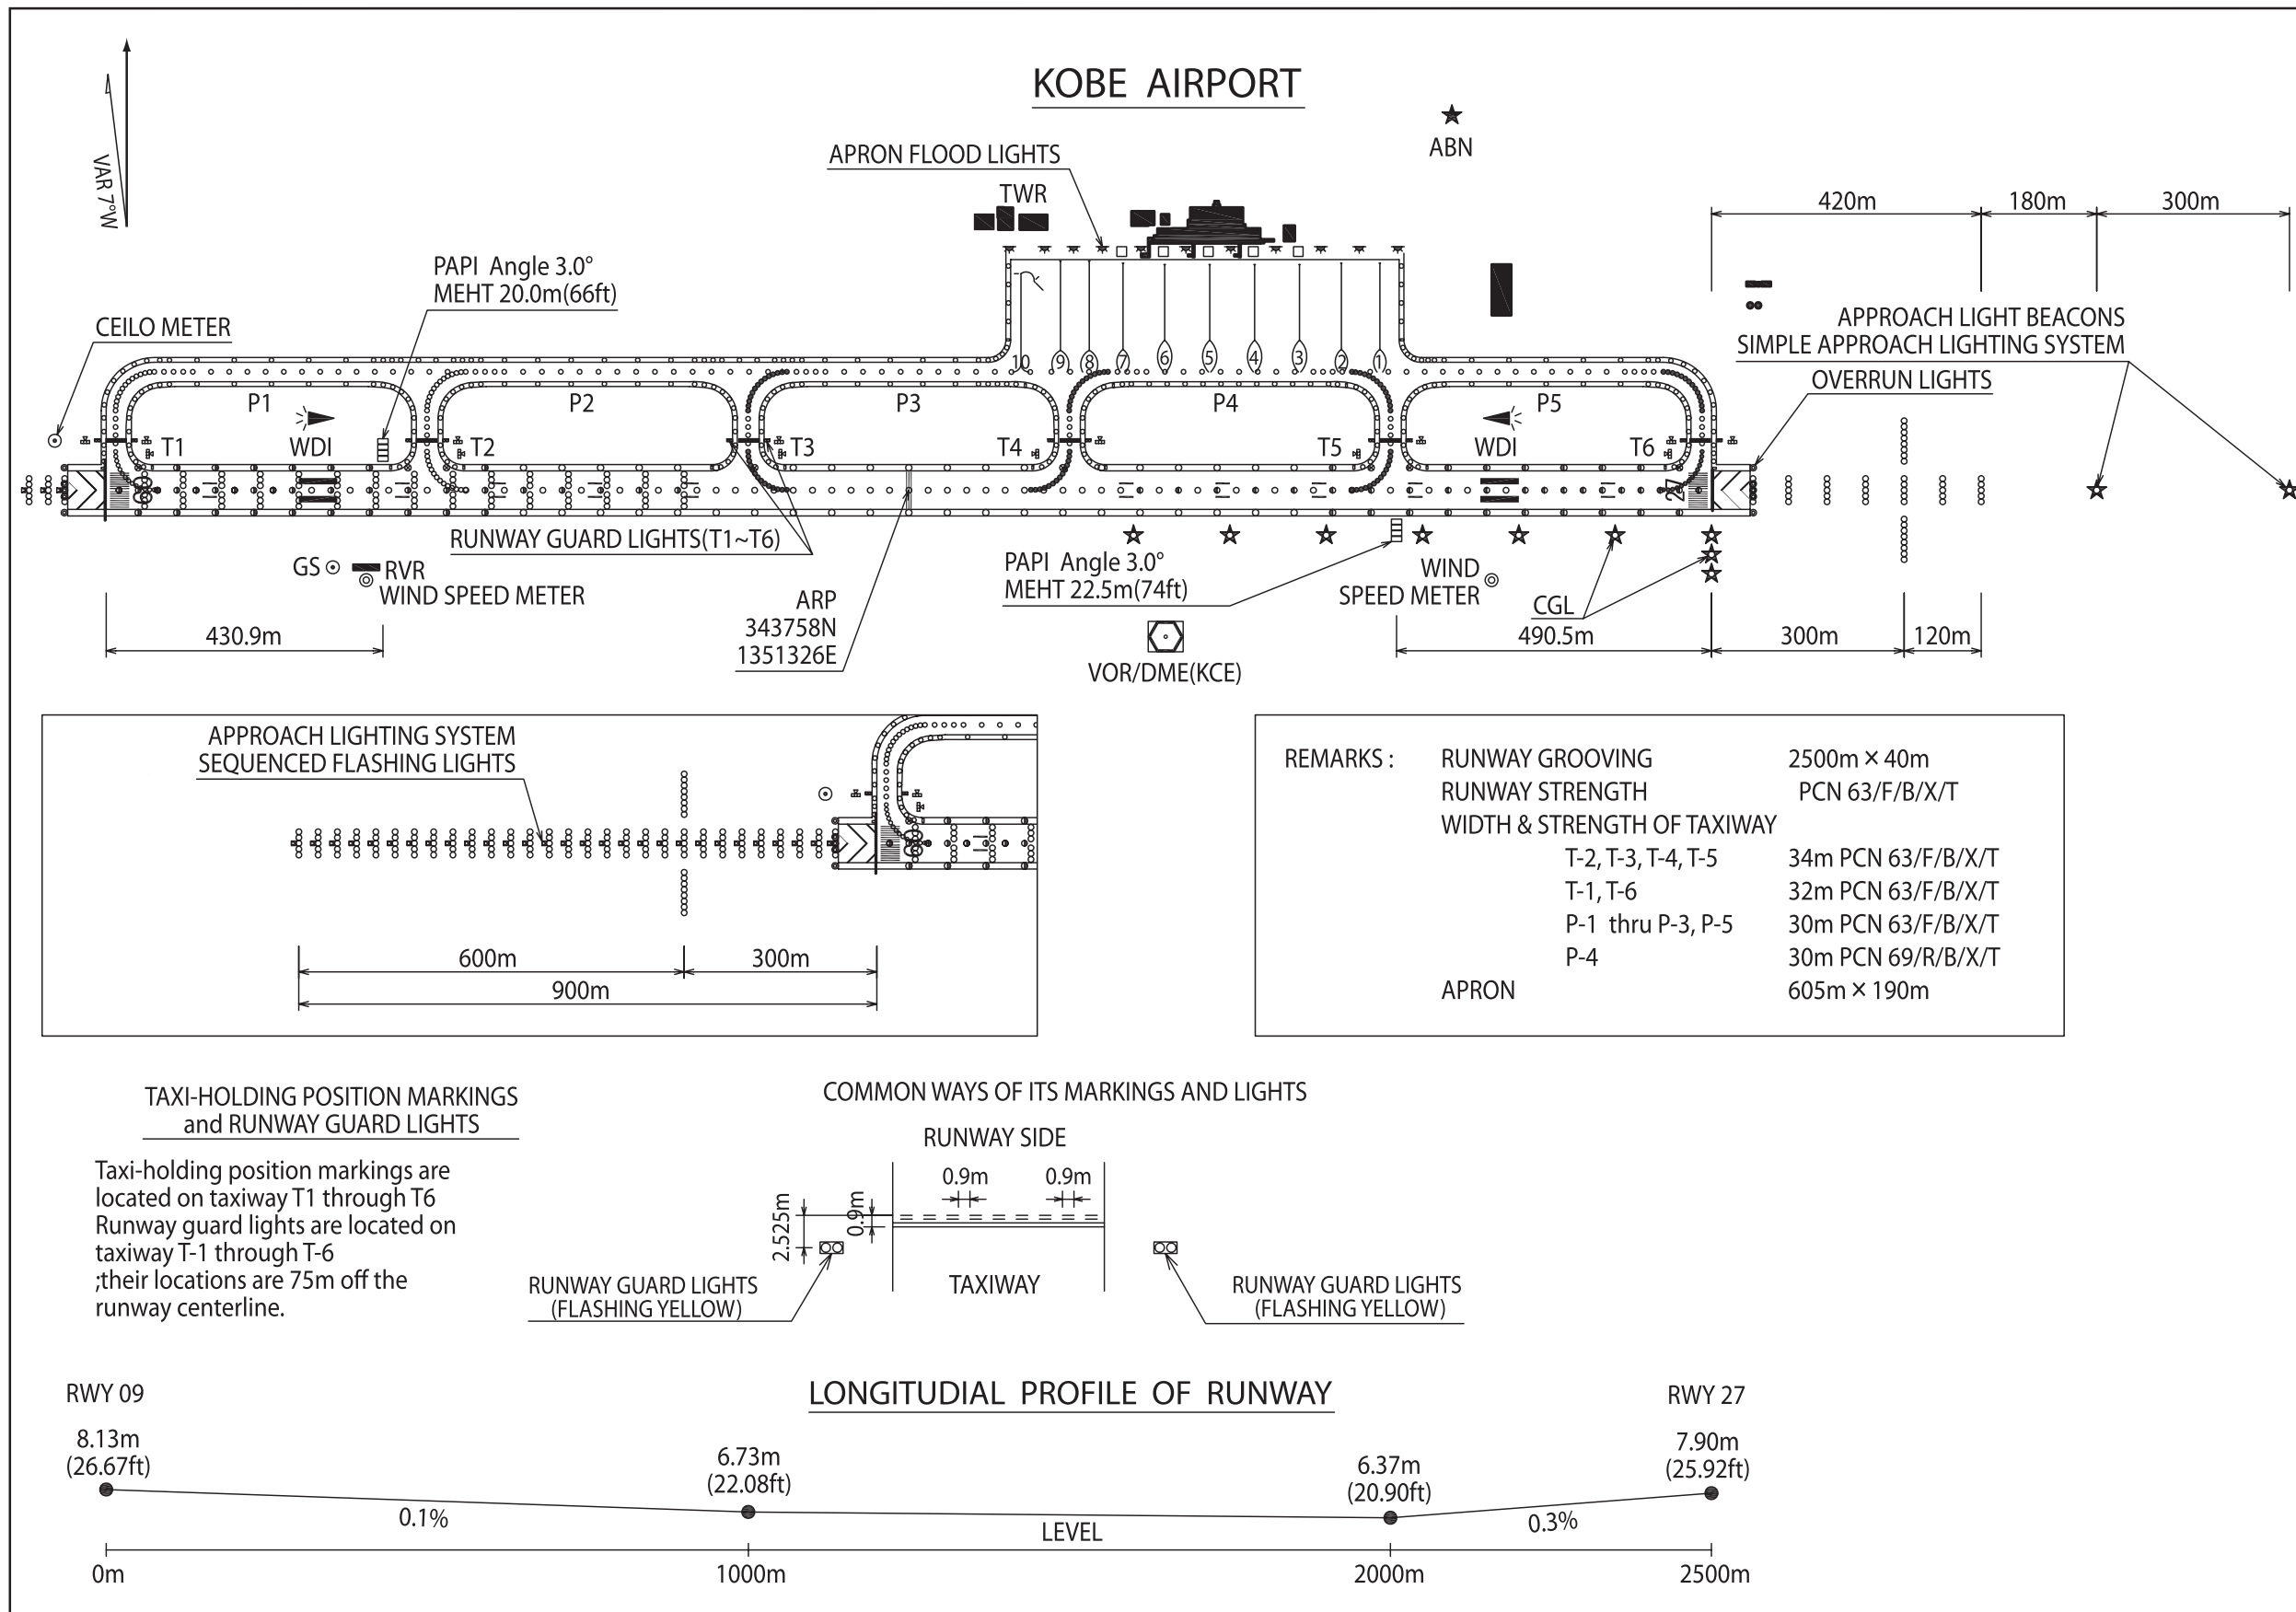 KOBE AIRPORT
VAR 7°W
ABN
APRON FLOOD LIGHTS
TWR
420m
180m
300m
PAPI Angle 3.0°
MEHT 20.0m(66ft)
CEILO METER
APPROACH LIGHT BEACONS
SIMPLE APPROACH LIGHTING SYSTEM
OVERRUN LIGHTS
10
9
8
7
6
5
4
3
2
1
P1
P2
P3
P4
P5
T1
WDI
T2
T3
T4
T5
WDI
T6
09
27
RUNWAY GUARD LIGHTS(T1~T6)
GS
RVR
WIND SPEED METER
PAPI Angle 3.0°
MEHT 22.5m(74ft)
WIND
SPEED METER
CGL
ARP
343758N
1351326E
430.9m
490.5m
300m
120m
VOR/DME(KCE)
APPROACH LIGHTING SYSTEM
SEQUENCED FLASHING LIGHTS
09
600m
300m
900m
REMARKS : RUNWAY GROOVING 2500m × 40m
RUNWAY STRENGTH PCN 63/F/B/X/T
WIDTH & STRENGTH OF TAXIWAY
T-2, T-3, T-4, T-5 34m PCN 63/F/B/X/T
T-1, T-6 32m PCN 63/F/B/X/T
P-1 thru P-3, P-5 30m PCN 63/F/B/X/T
P-4 30m PCN 69/R/B/X/T
APRON 605m × 190m
TAXI-HOLDING POSITION MARKINGS
and RUNWAY GUARD LIGHTS
Taxi-holding position markings are
located on taxiway T1 through T6
Runway guard lights are located on
taxiway T-1 through T-6
;their locations are 75m off the
runway centerline.
COMMON WAYS OF ITS MARKINGS AND LIGHTS
RUNWAY SIDE
0.9m
0.9m
2.525m
0.9m
RUNWAY GUARD LIGHTS
(FLASHING YELLOW)
TAXIWAY
RUNWAY GUARD LIGHTS
(FLASHING YELLOW)
LONGITUDIAL PROFILE OF RUNWAY
RWY 09
RWY 27
8.13m
(26.67ft)
6.73m
(22.08ft)
6.37m
(20.90ft)
7.90m
(25.92ft)
0.1%
LEVEL
0.3%
0m
1000m
2000m
2500m